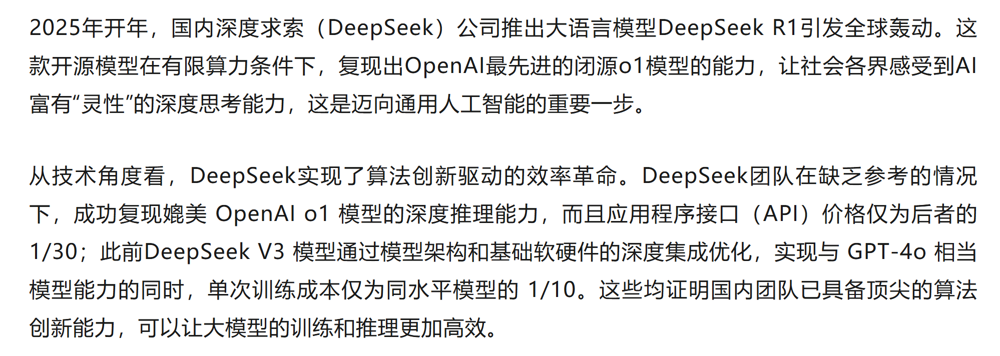 2025年开年，国内深度求索（DeepSeek）公司推出大语言模型DeepSeek R1引发全球轰动。这
款开源模型在有限算力条件下，复现出OpenAI最先进的闭源o1模型的能力，让社会各界感受到AI
富有“灵性”的深度思考能力，这是迈向通用人工智能的重要一步。
从技术角度看，DeepSeek实现了算法创新驱动的效率革命。DeepSeek团队在缺乏参考的情况
下，成功复现媲美 OpenAI o1 模型的深度推理能力，而且应用程序接口（API）价格仅为后者的
1/30；此前DeepSeek V3 模型通过模型架构和基础软硬件的深度集成优化，实现与 GPT-4o 相当
模型能力的同时，单次训练成本仅为同水平模型的 1/10。这些均证明国内团队已具备顶尖的算法
创新能力，可以让大模型的训练和推理更加高效。